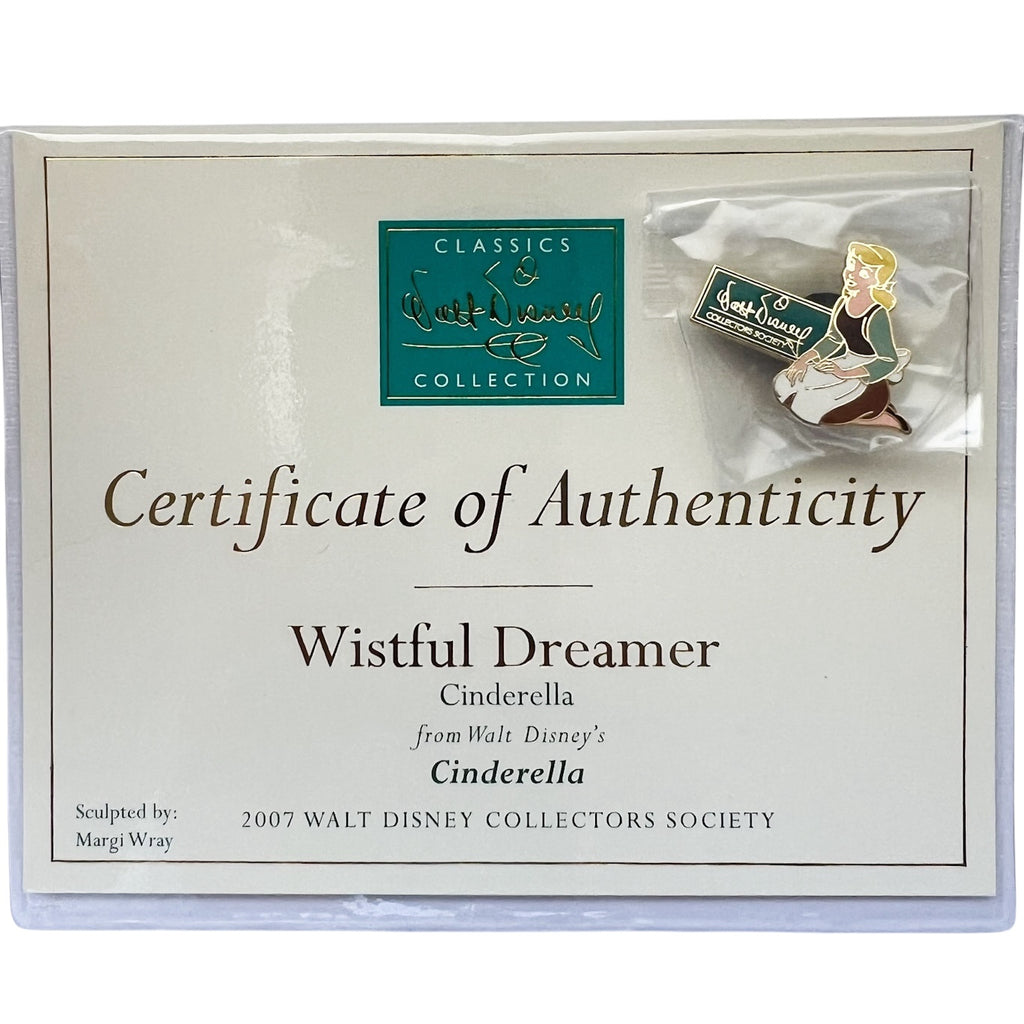 CLASSICS
Walt Disney
COLLECTION
Walt Disney
COLLECTORS SOCIETY
Certificate of Authenticity
Wistful Dreamer
Cinderella
from Walt Disney's
Cinderella
Sculpted by:
Margi Wray
2007 WALT DISNEY COLLECTORS SOCIETY